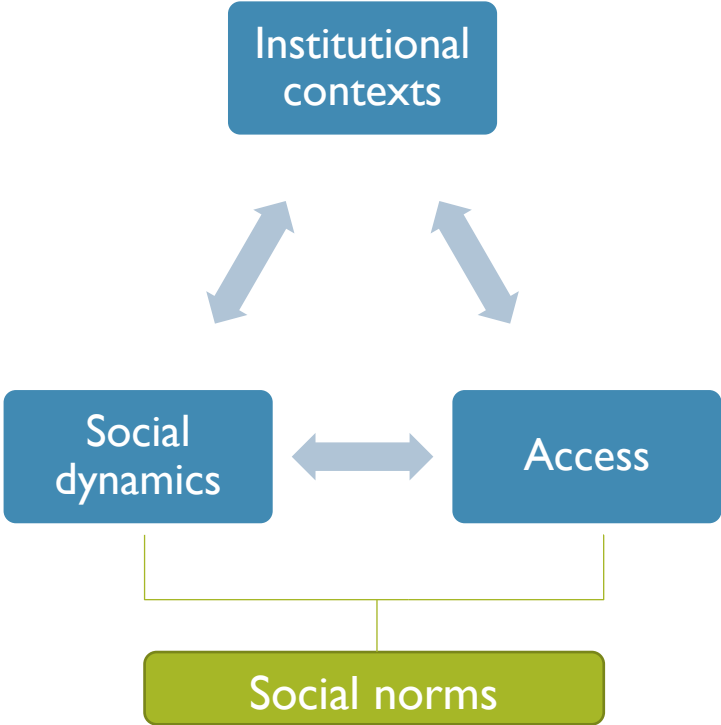 Institutional
contexts
Social
dynamics
Access
Social norms